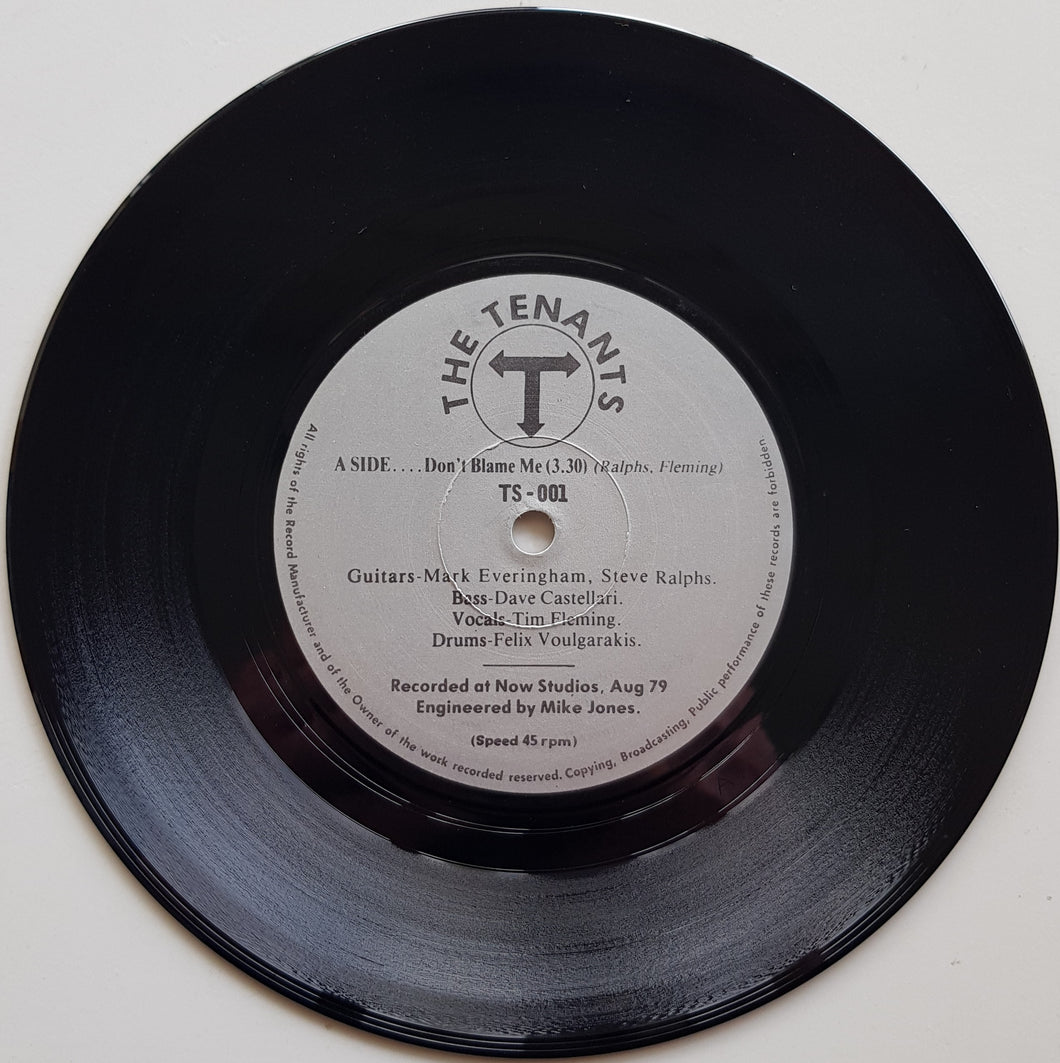 THE TENANTS
T
A SIDE....Don't Blame Me (3.30) (Ralphs, Fleming)
TS - 001
Guitars-Mark Everingham, Steve Ralphs.
Bass-Dave Castellari.
Vocals-Tim Fleming.
Drums-Felix Voulgarakis.
Recorded at Now Studios, Aug 79
Engineered by Mike Jones.
(Speed 45 rpm)
All rights of the Record Manufacturer and of the Owner of the work recorded reserved. Copying, Broadcasting, Public performance of these records are forbidden.
A